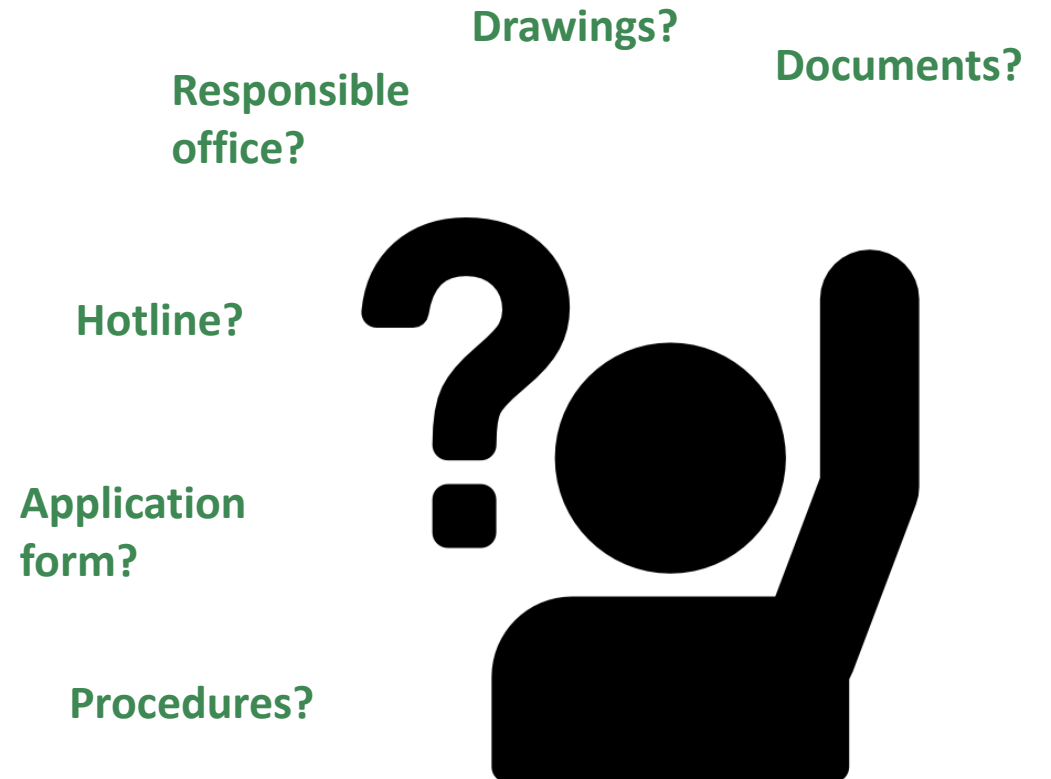 Drawings?
Documents?
Responsible
office?
Hotline?
Application
form?
Procedures?